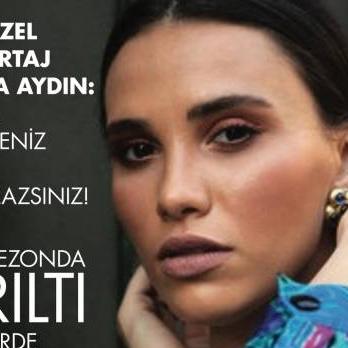 ZEL
RTAJ
A AYDIN:
ENİZ
AZSINIZ!
EZONDA
RILTI
RDE